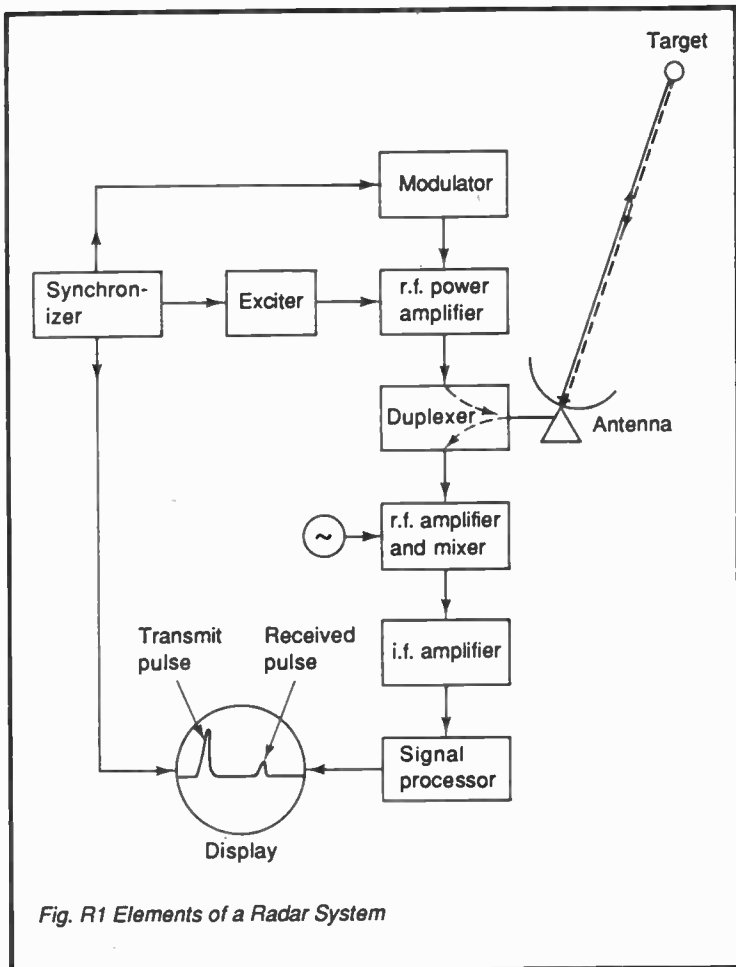 Target
Modulator
Synchron-
izer
Exciter
r.f. power
amplifier
Duplexer
Antenna
~
r.f. amplifier
and mixer
Transmit
pulse
Received
pulse
i.f. amplifier
Signal
processor
Display
Fig. R1 Elements of a Radar System